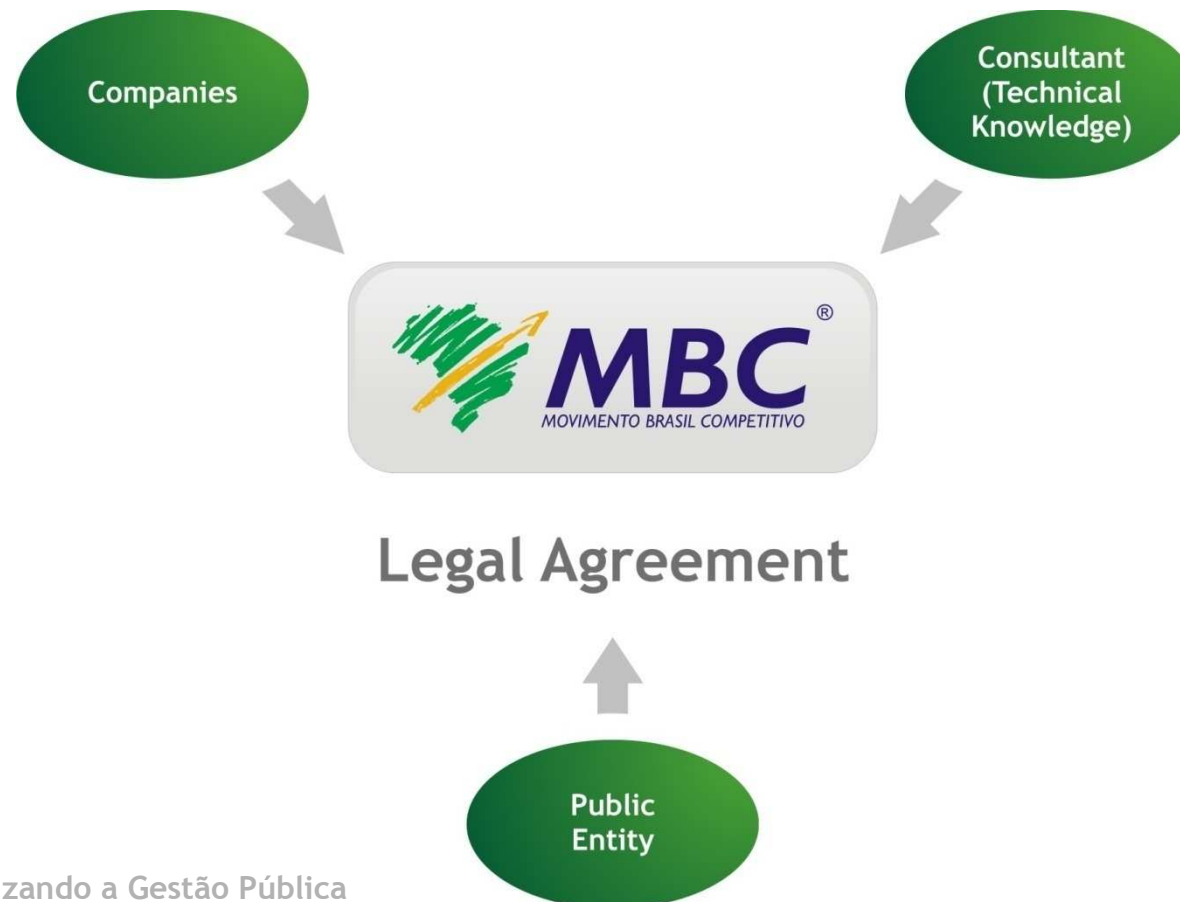 Companies
Consultant
(Technical
Knowledge)
MBC®
MOVIMENTO BRASIL COMPETITIVO
Legal Agreement
Public
Entity
zando a Gestão Pública